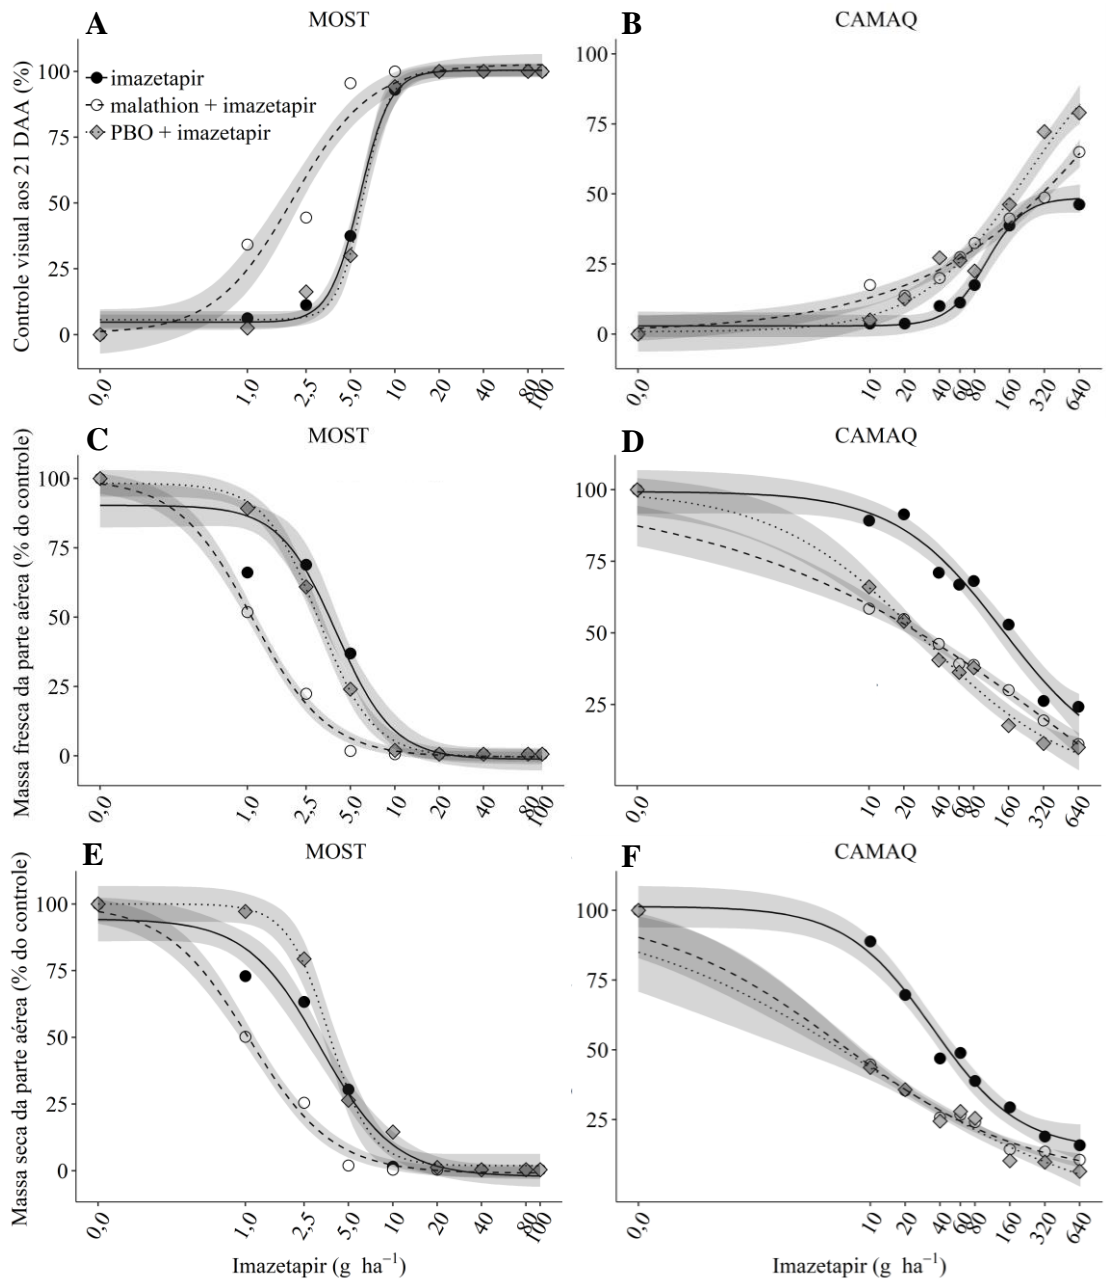 A MOST
B CAMAQ
Controle visual aos 21 DAA (%)
imazetapir
malathion + imazetapir
PBO + imazetapir
100
75
50
25
0
0,0 1,0 2,5 5,0 10 20 40 80 100
100
75
50
25
0
0,0 10 20 40 60 80 160 320 640
C MOST
D CAMAQ
Massa fresca da parte aérea (% do controle)
100
75
50
25
0
0,0 1,0 2,5 5,0 10 20 40 80 100
100
75
50
25
0,0 10 20 40 60 80 160 320 640
E MOST
F CAMAQ
Massa seca da parte aérea (% do controle)
100
75
50
25
0
0,0 1,0 2,5 5,0 10 20 40 80 100
Imazetapir (g ha⁻¹)
100
75
50
25
0,0 10 20 40 60 80 160 320 640
Imazetapir (g ha⁻¹)